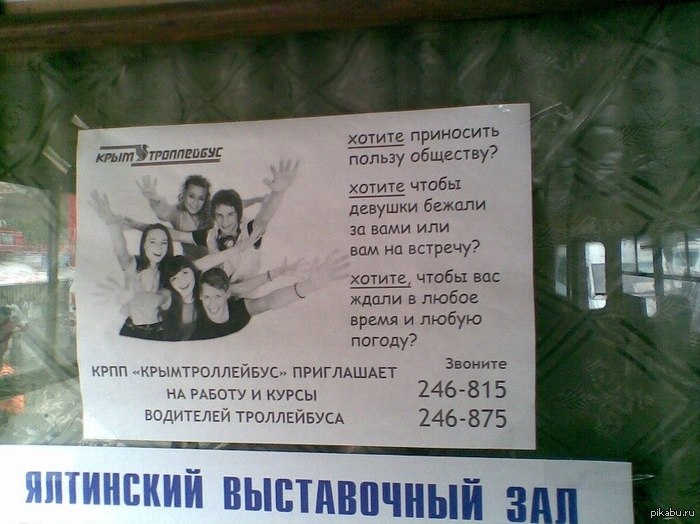 КРЫМ ТРОЛЛЕЙБУС
хотите приносить
пользу обществу?
хотите чтобы
девушки бежали
за вами или
вам на встречу?
хотите, чтобы вас
ждали в любое
время и любую
погоду?
КРПП «КРЫМТРОЛЛЕЙБУС» ПРИГЛАШАЕТ
НА РАБОТУ И КУРСЫ
ВОДИТЕЛЕЙ ТРОЛЛЕЙБУСА
Звоните
246-815
246-875
ЯЛТИНСКИЙ ВЫСТАВОЧНЫЙ ЗАЛ
pikabu.ru